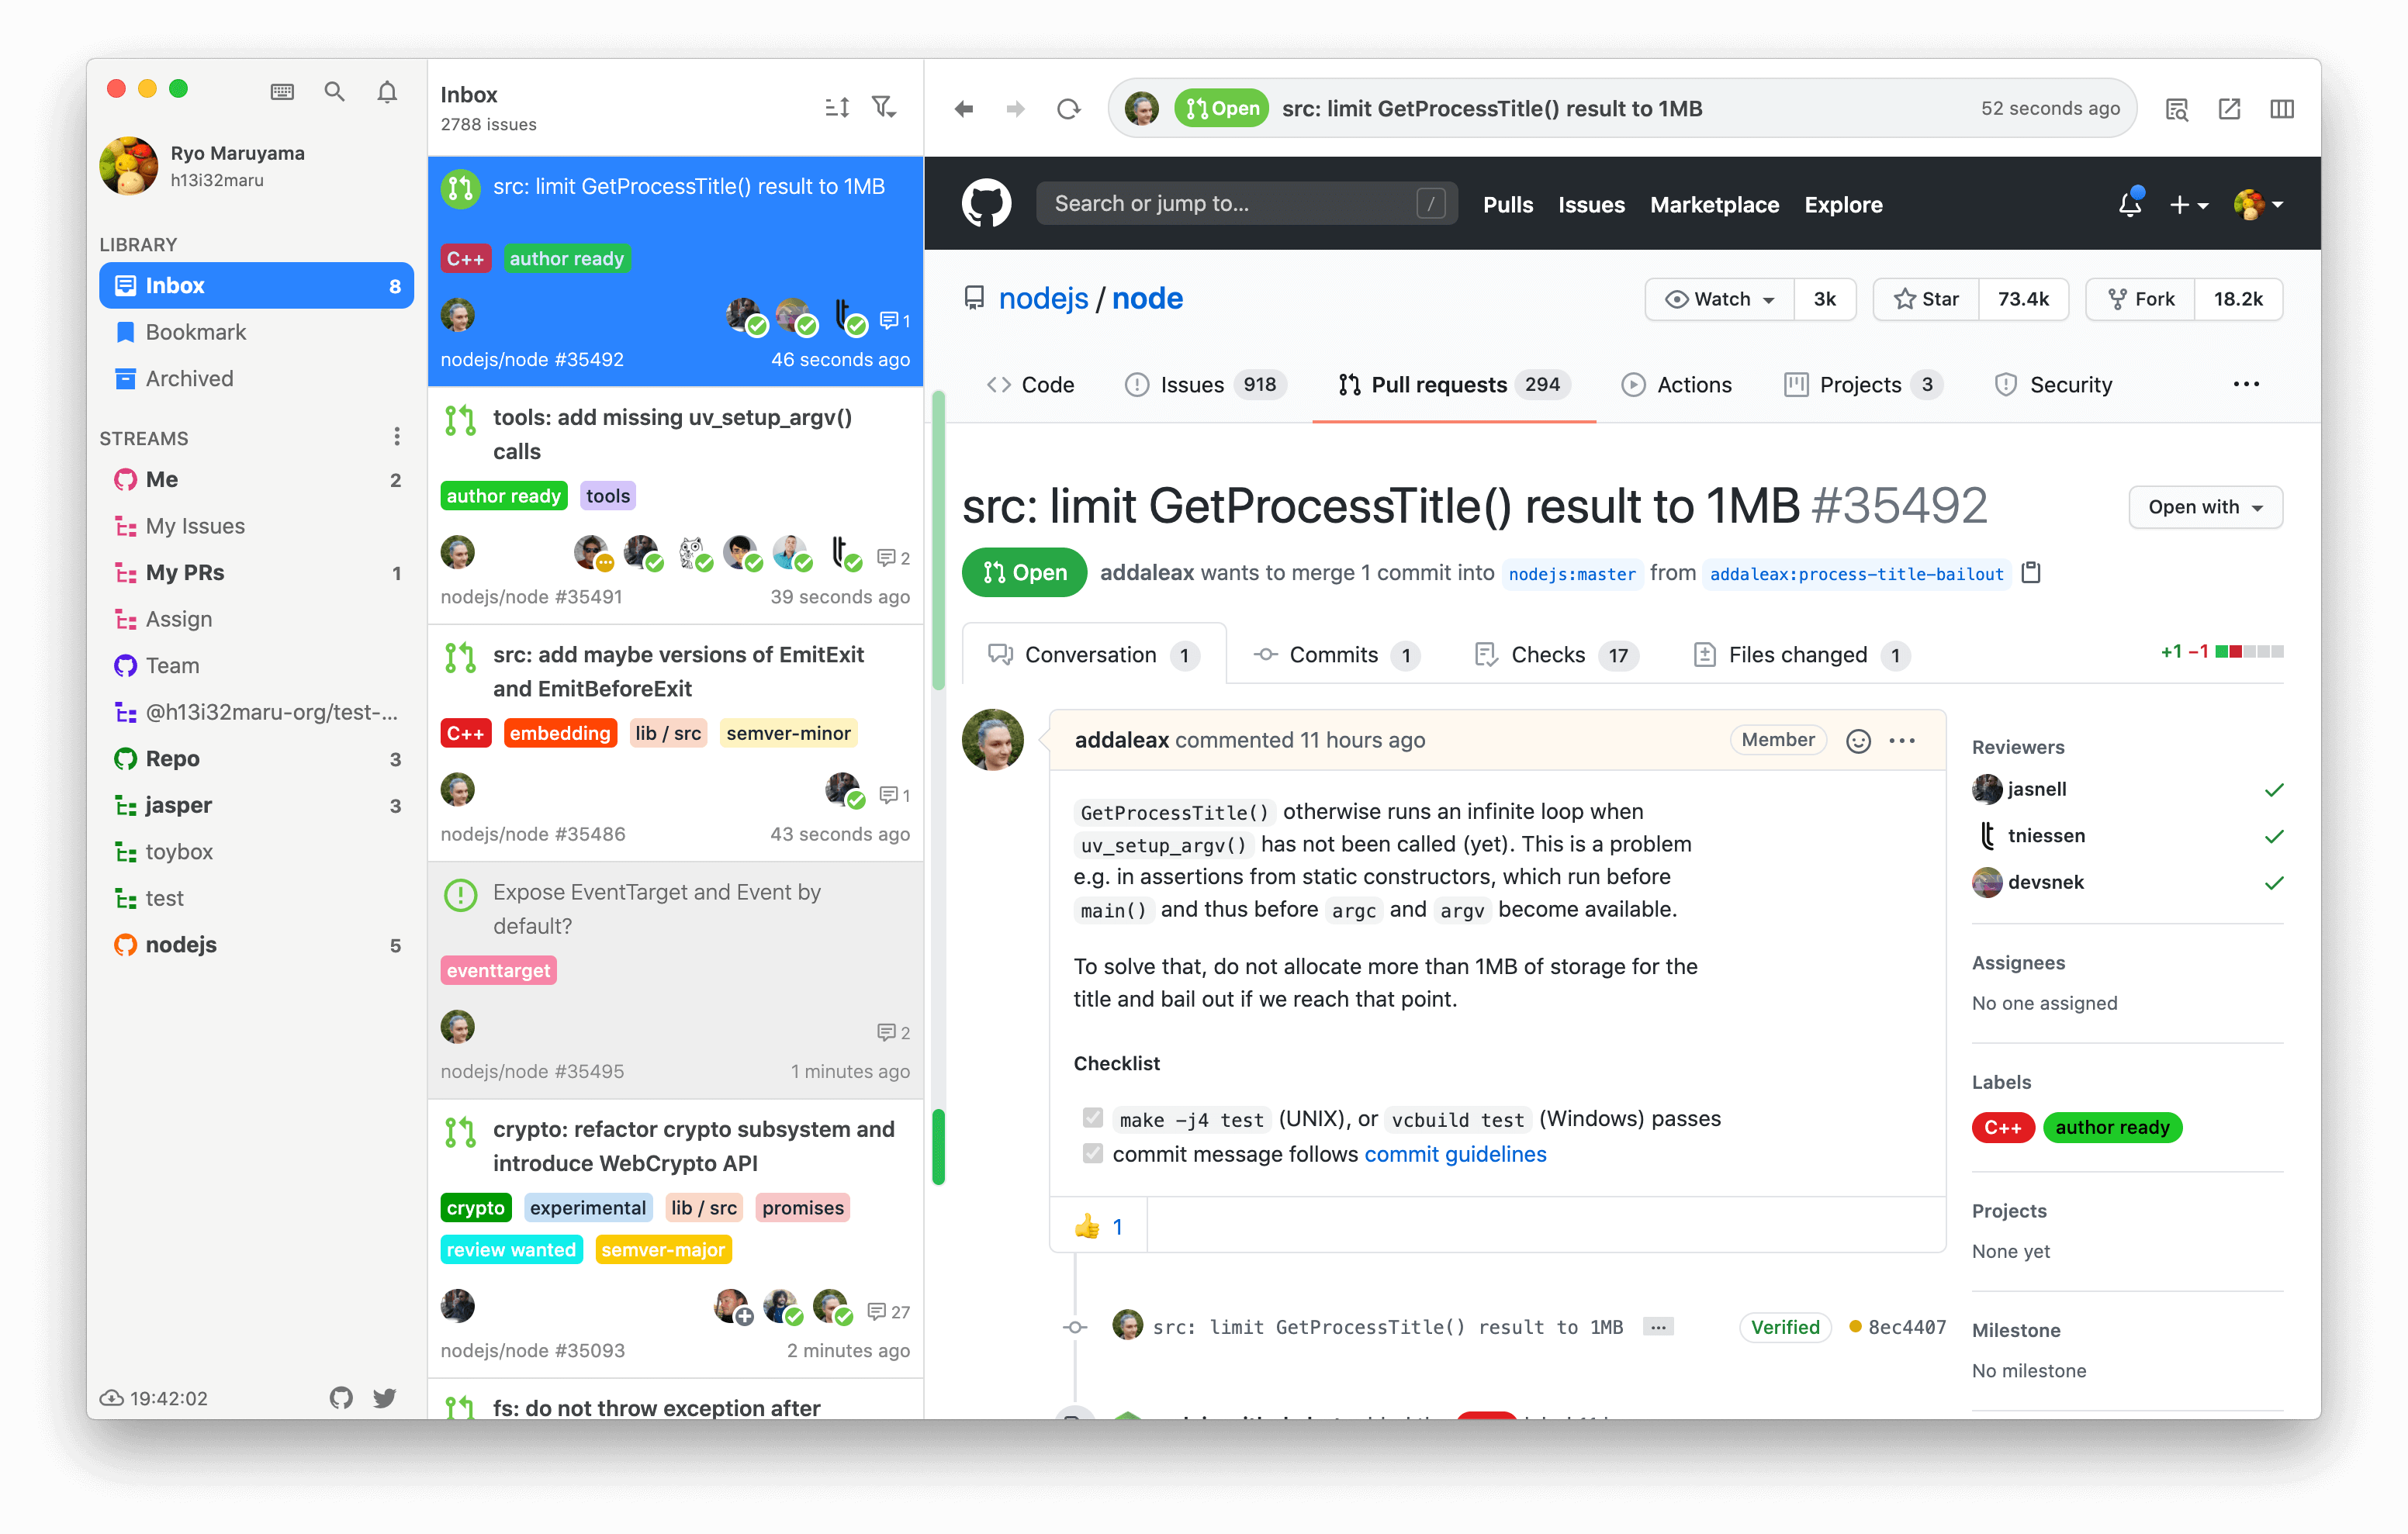 Ryo Maruyama
h13i32maru
LIBRARY
Inbox 8
Bookmark
Archived
STREAMS
Me 2
My Issues
My PRs 1
Assign
Team
@h13i32maru-org/test-...
Repo 3
jasper 3
toybox
test
nodejs 5
19:42:02
Inbox
2788 issues
src: limit GetProcessTitle() result to 1MB
C++ author ready
1
nodejs/node #35492 46 seconds ago
tools: add missing uv_setup_argv()
calls
author ready tools
2
nodejs/node #35491 39 seconds ago
src: add maybe versions of EmitExit
and EmitBeforeExit
C++ embedding lib / src semver-minor
1
nodejs/node #35486 43 seconds ago
Expose EventTarget and Event by
default?
eventtarget
2
nodejs/node #35495 1 minutes ago
crypto: refactor crypto subsystem and
introduce WebCrypto API
crypto experimental lib / src promises
review wanted semver-major
27
nodejs/node #35093 2 minutes ago
fs: do not throw exception after
Open src: limit GetProcessTitle() result to 1MB 52 seconds ago
Search or jump to... / Pulls Issues Marketplace Explore
nodejs / node Watch 3k Star 73.4k Fork 18.2k
Code Issues 918 Pull requests 294 Actions Projects 3 Security ...
src: limit GetProcessTitle() result to 1MB #35492 Open with
Open addaleax wants to merge 1 commit into nodejs:master from addaleax:process-title-bailout
Conversation 1 Commits 1 Checks 17 Files changed 1 +1 −1
addaleax commented 11 hours ago Member ...
GetProcessTitle() otherwise runs an infinite loop when
uv_setup_argv() has not been called (yet). This is a problem
e.g. in assertions from static constructors, which run before
main() and thus before argc and argv become available.
To solve that, do not allocate more than 1MB of storage for the
title and bail out if we reach that point.
Checklist
make -j4 test (UNIX), or vcbuild test (Windows) passes
commit message follows commit guidelines
👍 1
src: limit GetProcessTitle() result to 1MB ... Verified 8ec4407
Reviewers
jasnell
tniessen
devsnek
Assignees
No one assigned
Labels
C++ author ready
Projects
None yet
Milestone
No milestone